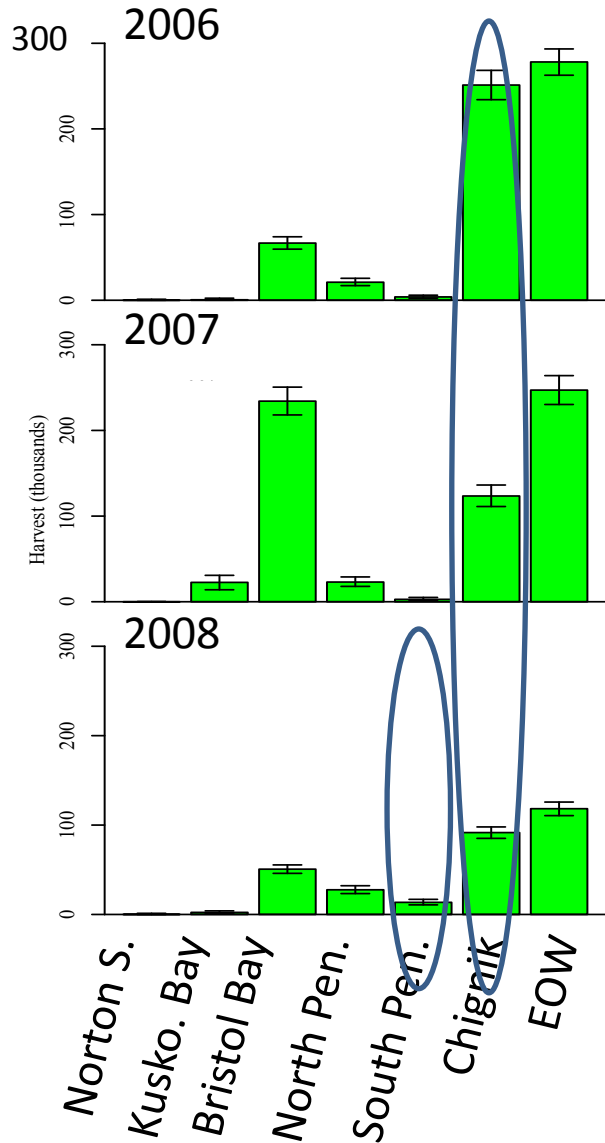 300
2006
200
100
0
2007
300
200
100
0
Harvest (thousands)
2008
300
200
100
0
Norton S.
Kusko. Bay
Bristol Bay
North Pen.
South Pen.
Chignik
EOW